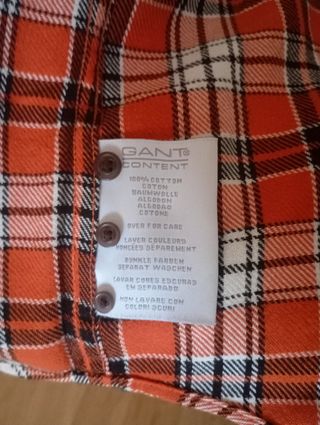 GANT®
CONTENT
100% COTTON
COTON
BAUMWOLLE
ALGODON
ALGODAO
COTONE
OVER FOR CARE
LAVER COULEURS
FONCEES SEPAREMENT
DUNKLE FARBEN
SEPARAT WASCHEN
LAVAR CORES ESCURAS
EM SEPARADO
NON LAVARE CON
COLORI SCURI